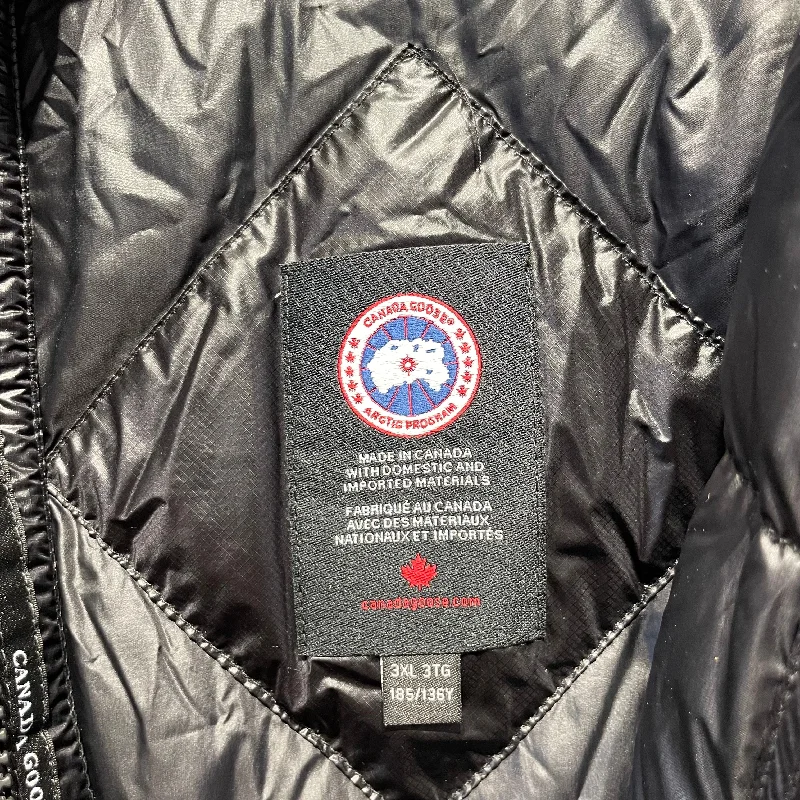 CANADA GOOSE®
ARCTIC PROGRAM
MADE IN CANADA
WITH DOMESTIC AND
IMPORTED MATERIALS
FABRIQUÉ AU CANADA
AVEC DES MATERIAUX
NATIONAUX ET IMPORTÉS
canadagoose.com
3XL 3TG
185/136Y
CANADA GOO